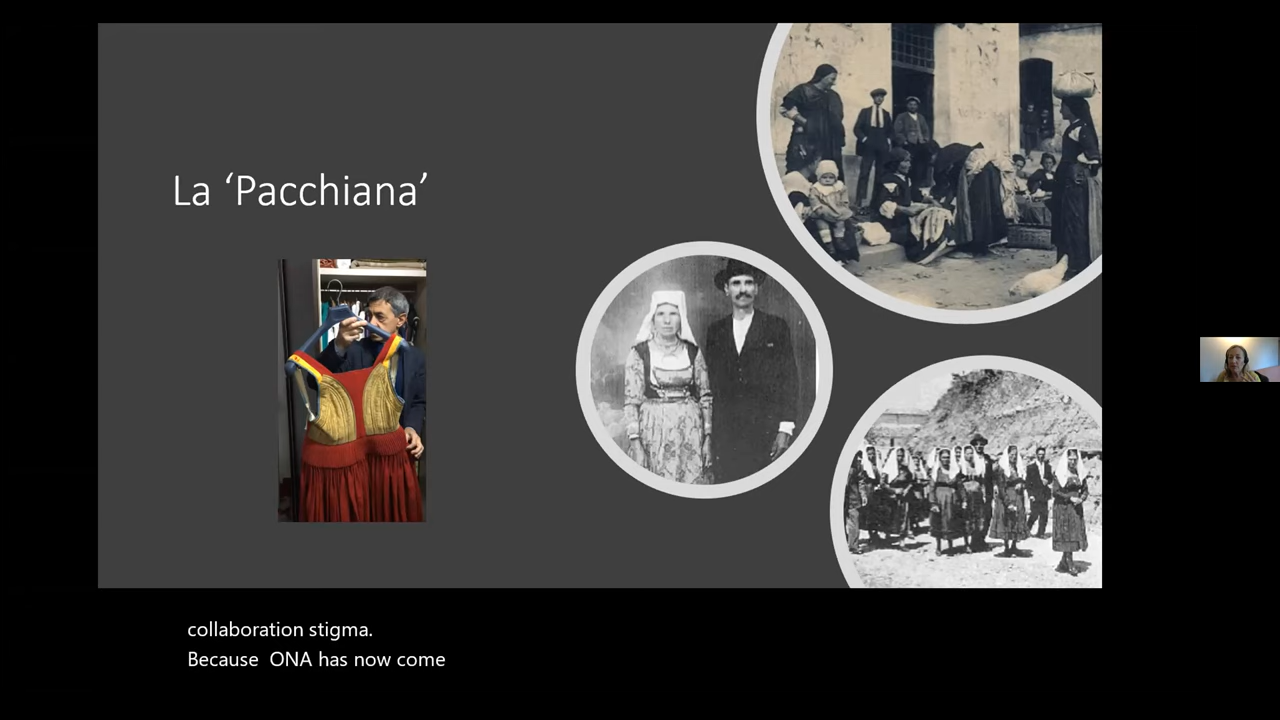 La ‘Pacchiana’
collaboration stigma.
Because  ONA has now come